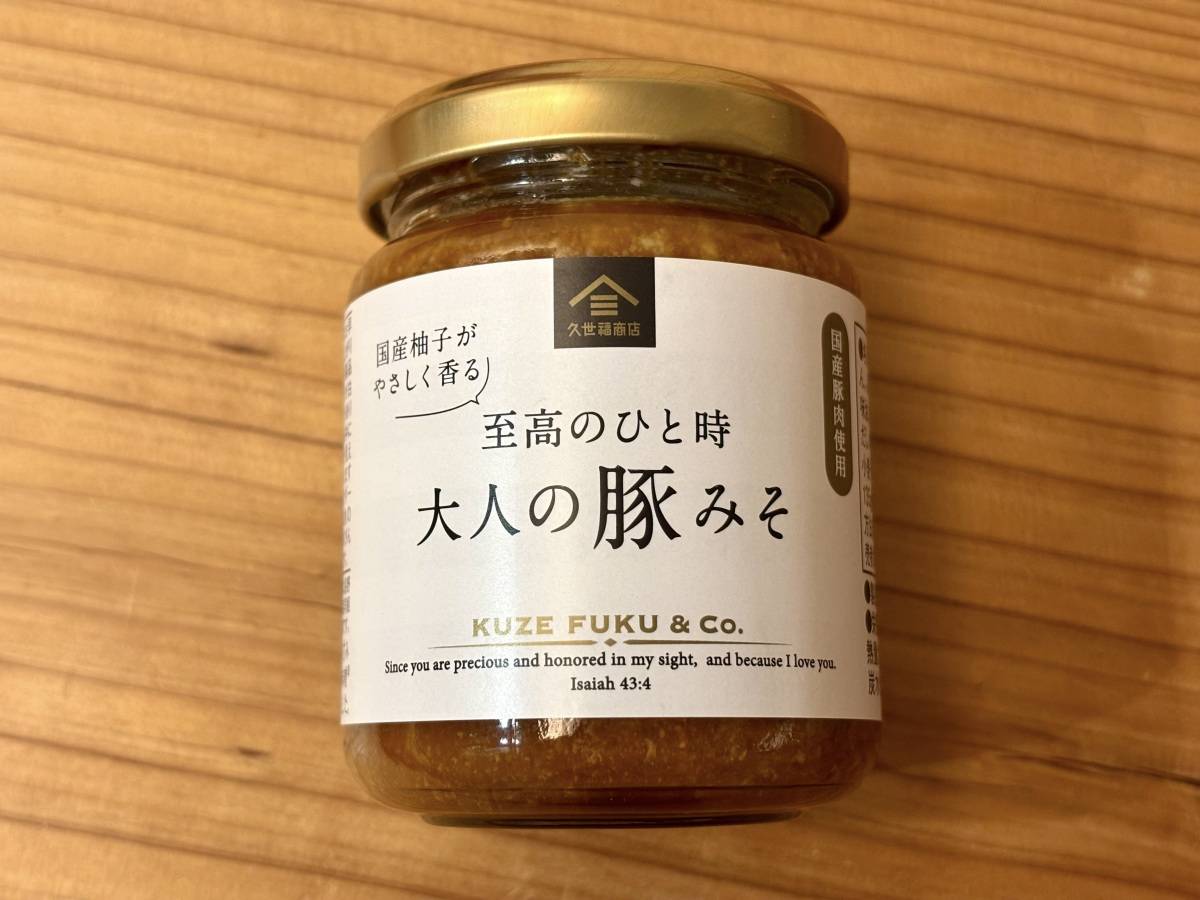 久世福商店
国産柚子が
やさしく香る
国産豚肉使用
至高のひと時
大人の豚みそ
KUZE FUKU & Co.
Since you are precious and honored in my sight, and because I love you.
Isaiah 43:4